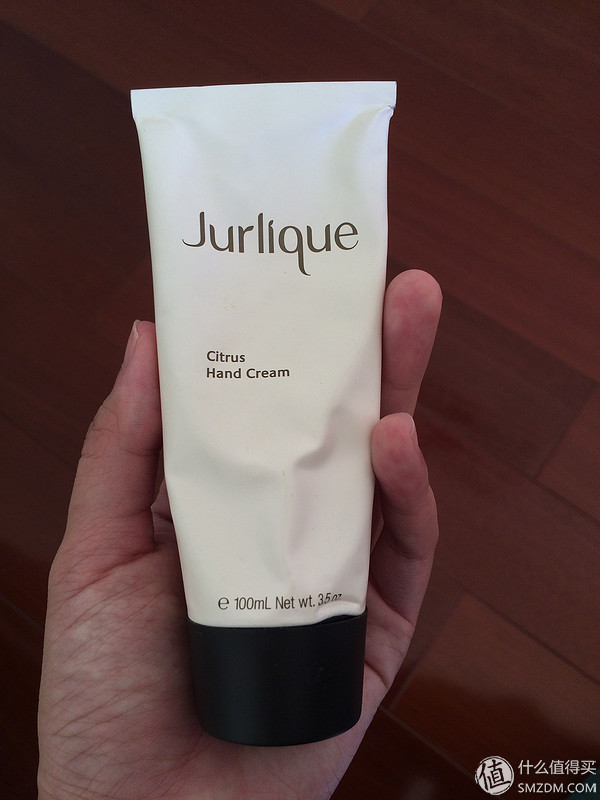 Jurlique
Citrus
Hand Cream
℮ 100mL Net wt. 3.5 oz
值 什么值得买
SMZDM.COM